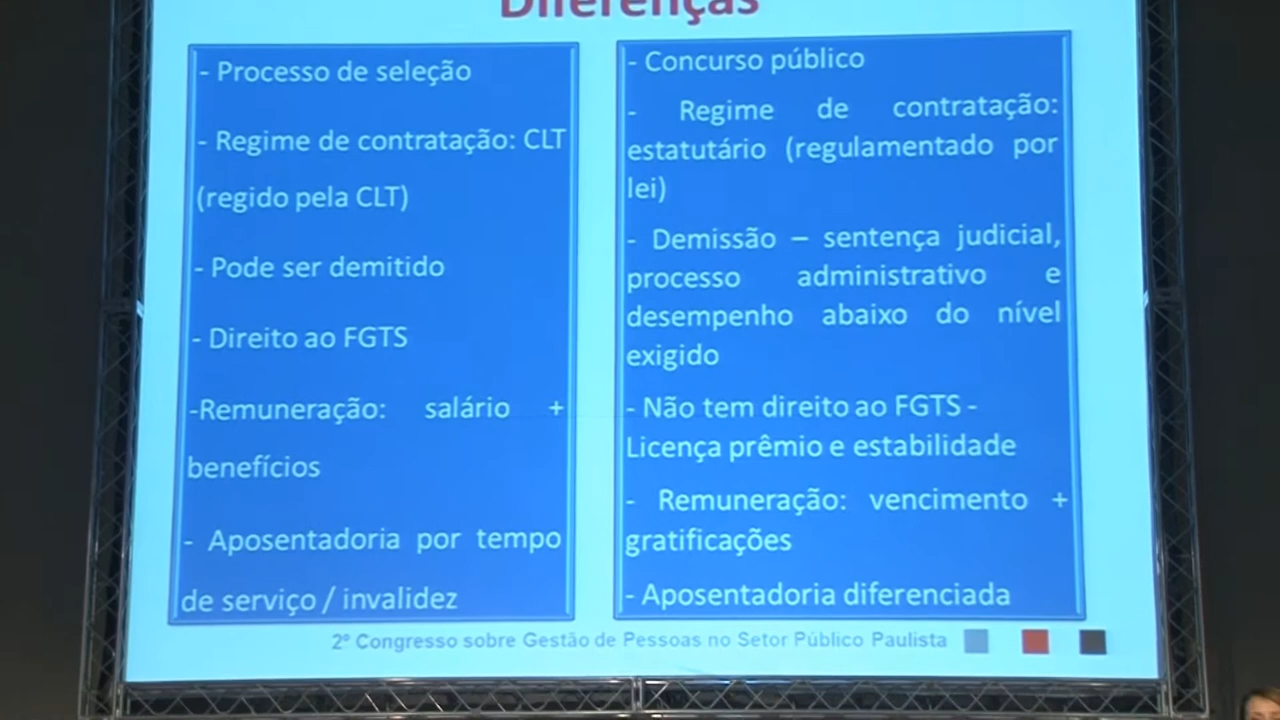 Diferenças
- Processo de seleção
- Regime de contratação: CLT
(regido pela CLT)
- Pode ser demitido
- Direito ao FGTS
-Remuneração: salário +
benefícios
- Aposentadoria por tempo
de serviço / invalidez
- Concurso público
- Regime de contratação:
estatutário (regulamentado por
lei)
- Demissão – sentença judicial,
processo administrativo e
desempenho abaixo do nível
exigido
- Não tem direito ao FGTS -
Licença prêmio e estabilidade
- Remuneração: vencimento +
gratificações
- Aposentadoria diferenciada
2º Congresso sobre Gestão de Pessoas no Setor Público Paulista